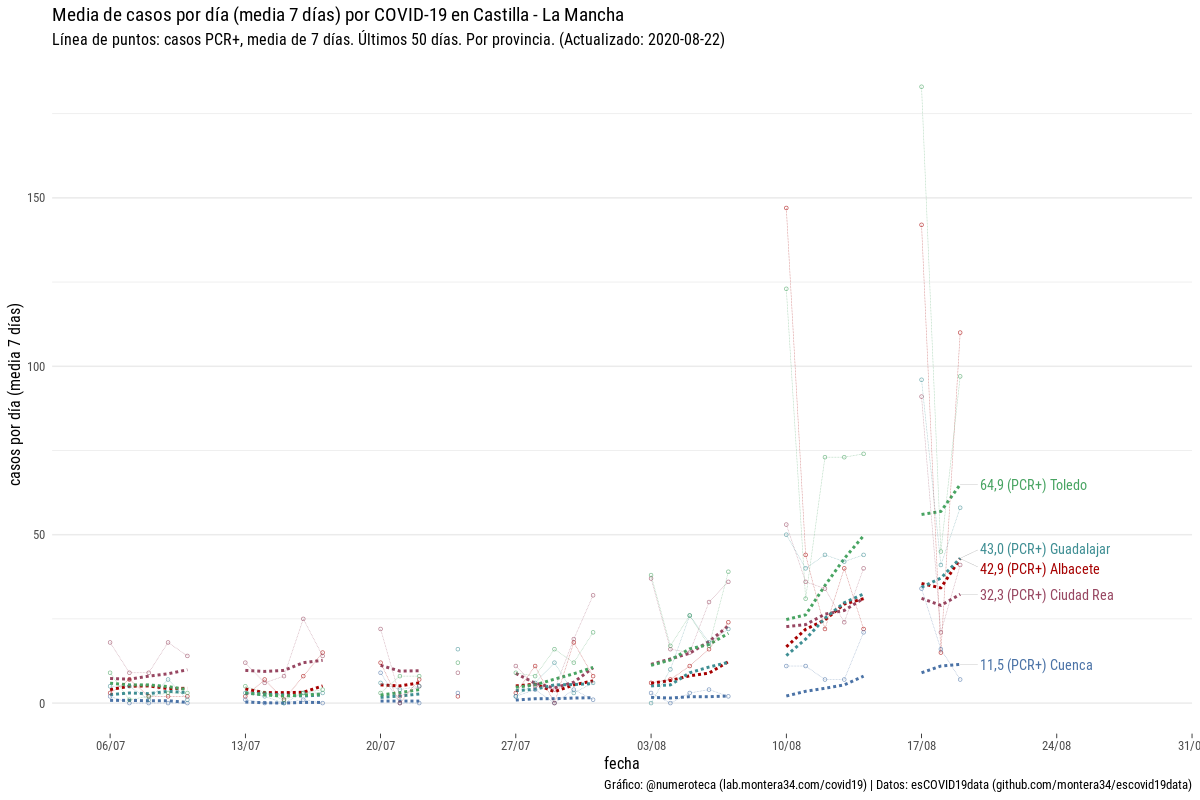 Media de casos por día (media 7 días) por COVID-19 en Castilla - La Mancha
Línea de puntos: casos PCR+, media de 7 días. Últimos 50 días. Por provincia. (Actualizado: 2020-08-22)
casos por día (media 7 días)
150
100
50
0
64,9 (PCR+) Toledo
43,0 (PCR+) Guadalajar
42,9 (PCR+) Albacete
32,3 (PCR+) Ciudad Rea
11,5 (PCR+) Cuenca
06/07
13/07
20/07
27/07
03/08
10/08
17/08
24/08
31/0
fecha
Gráfico: @numeroteca (lab.montera34.com/covid19) | Datos: esCOVID19data (github.com/montera34/escovid19data)